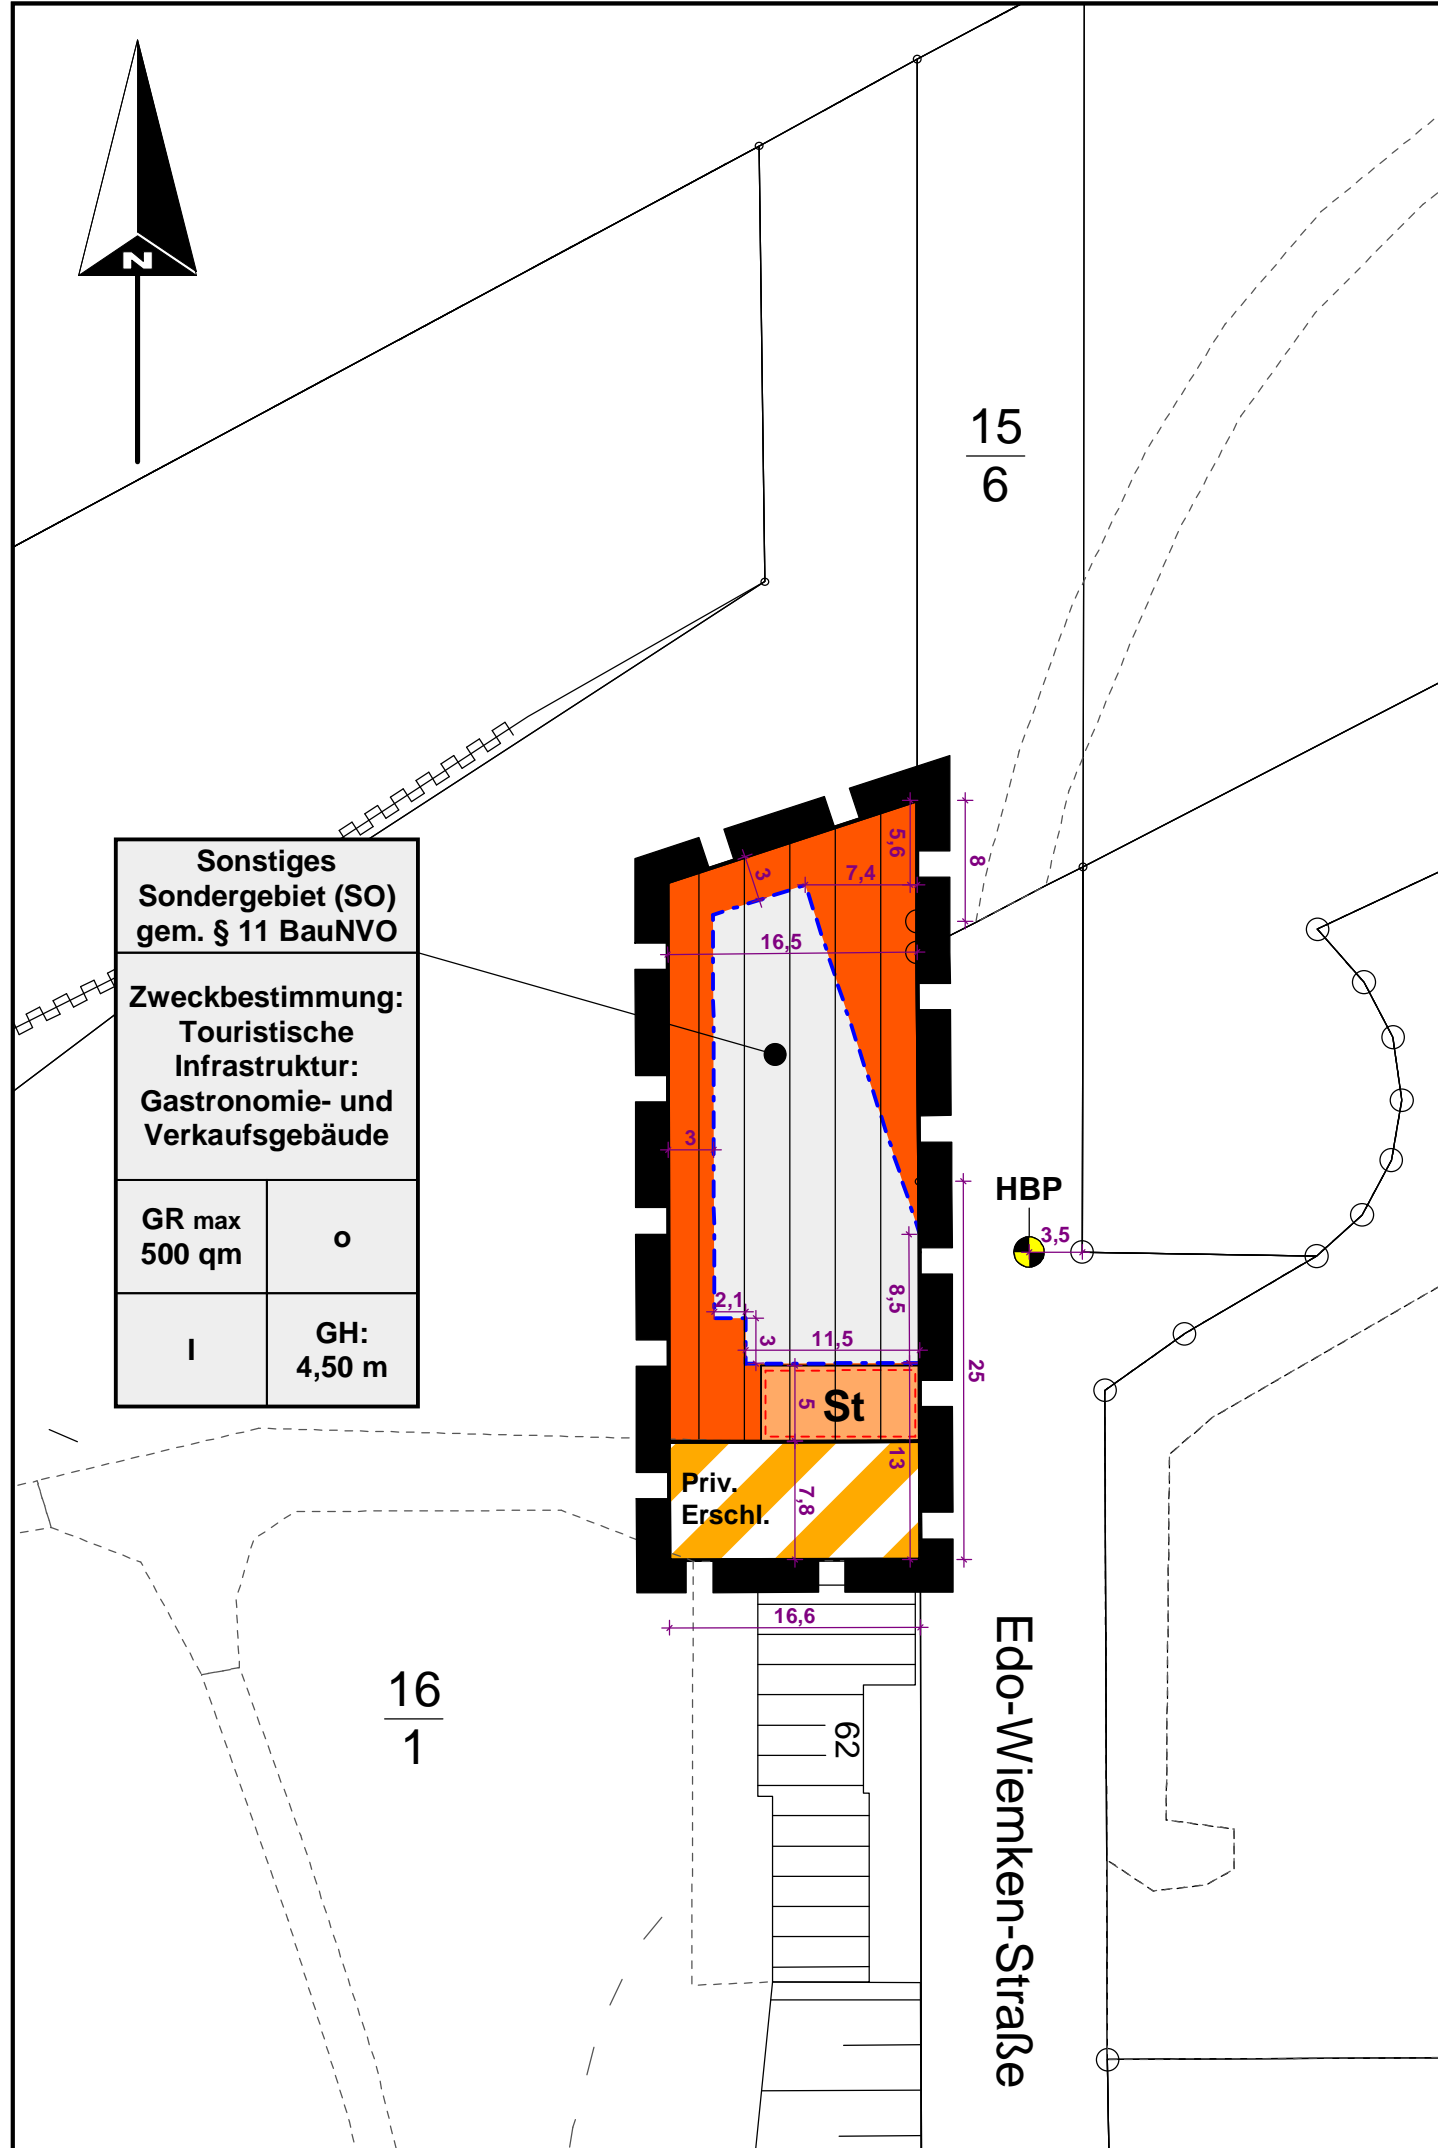 N
15
6
5,6
8
3
7,4
16,5
Sonstiges
Sondergebiet (SO)
gem. § 11 BauNVO
Zweckbestimmung:
Touristische
Infrastruktur:
Gastronomie- und
Verkaufsgebäude
GR max
500 qm
o
I
GH:
4,50 m
3
HBP
3,5
2,1
8,5
3
11,5
25
5
St
13
Priv.
Erschl.
7,8
16,6
16
1
62
Edo-Wiemken-Straße